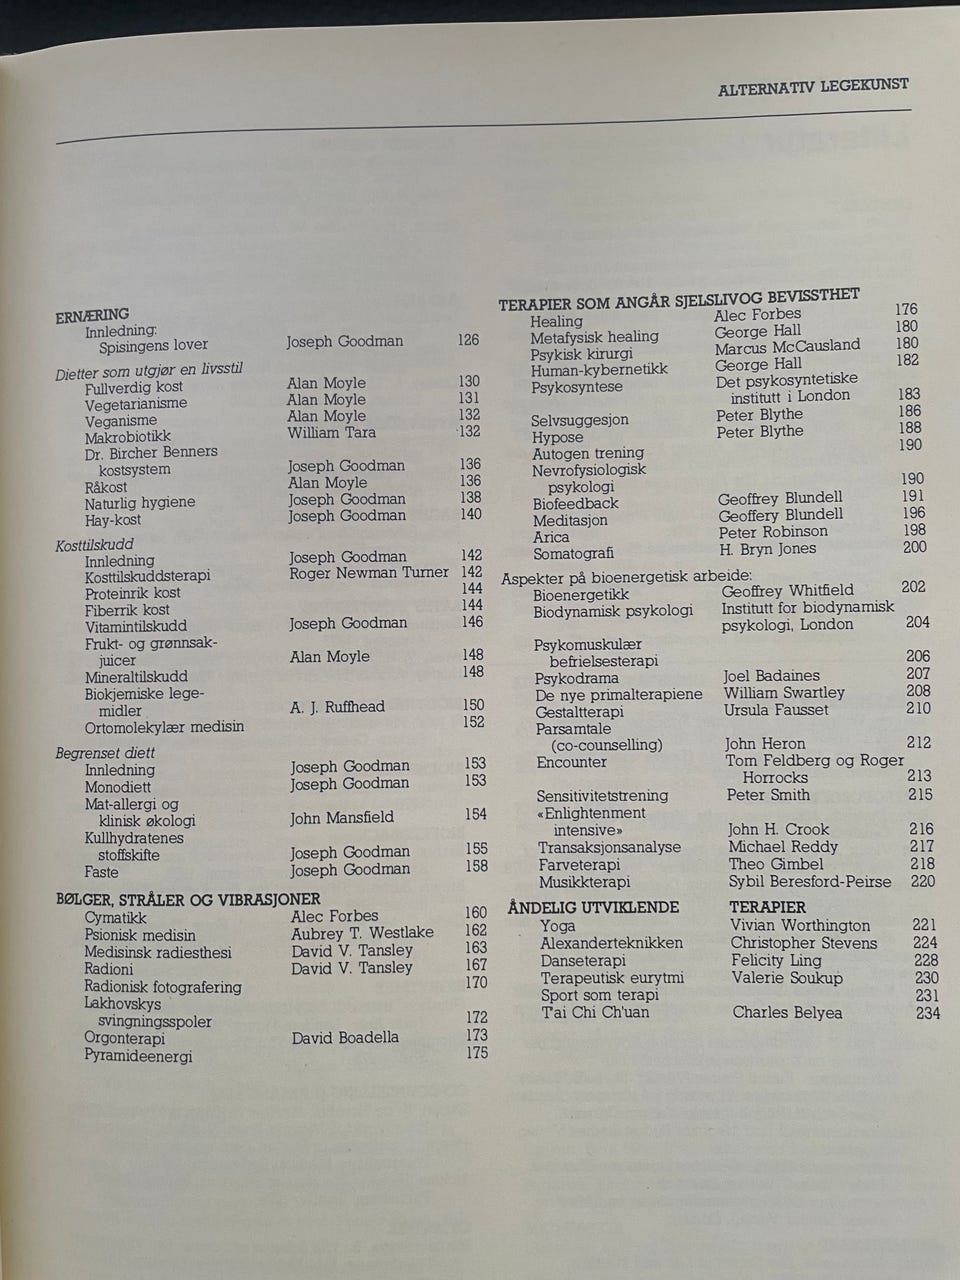 ALTERNATIV LEGEKUNST
ERNÆRING
Innledning:
Spisingens lover Joseph Goodman 126
Dietter som utgjør en livsstil
Fullverdig kost Alan Moyle 130
Vegetarianisme Alan Moyle 131
Veganisme Alan Moyle 132
Makrobiotikk William Tara 132
Dr. Bircher Benners
kostsystem Joseph Goodman 136
Råkost Alan Moyle 136
Naturlig hygiene Joseph Goodman 138
Hay-kost Joseph Goodman 140
Kosttilskudd
Innledning Joseph Goodman 142
Kosttilskuddsterapi Roger Newman Turner 142
Proteinrik kost 144
Fiberrik kost 144
Vitamintilskudd Joseph Goodman 146
Frukt- og grønnsak-
juicer Alan Moyle 148
Mineraltilskudd 148
Biokjemiske lege-
midler A. J. Ruffhead 150
Ortomolekylær medisin 152
Begrenset diett
Innledning Joseph Goodman 153
Monodiett Joseph Goodman 153
Mat-allergi og
klinisk økologi John Mansfield 154
Kullhydratenes
stoffskifte Joseph Goodman 155
Faste Joseph Goodman 158
BØLGER, STRÅLER OG VIBRASJONER
Cymatikk Alec Forbes 160
Psionisk medisin Aubrey T. Westlake 162
Medisinsk radiesthesi David V. Tansley 163
Radioni David V. Tansley 167
Radionisk fotografering 170
Lakhovskys
svingningsspoler 172
Orgonterapi David Boadella 173
Pyramideenergi 175
TERAPIER SOM ANGÅR SJELSLIVOG BEVISSTHET
Healing Alec Forbes 176
Metafysisk healing George Hall 180
Psykisk kirurgi Marcus McCausland 180
Human-kybernetikk George Hall 182
Psykosyntese Det psykosyntetiske
institutt i London 183
Selvsuggesjon Peter Blythe 186
Hypose Peter Blythe 188
Autogen trening 190
Nevrofysiologisk
psykologi 190
Biofeedback Geoffrey Blundell 191
Meditasjon Geoffery Blundell 196
Arica Peter Robinson 198
Somatografi H. Bryn Jones 200
Aspekter på bioenergetisk arbeide:
Bioenergetikk Geoffrey Whitfield 202
Biodynamisk psykologi Institutt for biodynamisk
psykologi, London 204
Psykomuskulær
befrielsesterapi 206
Psykodrama Joel Badaines 207
De nye primalterapiene William Swartley 208
Gestaltterapi Ursula Fausset 210
Parsamtale
(co-counselling) John Heron 212
Encounter Tom Feldberg og Roger
Horrocks 213
Sensitivitetstrening Peter Smith 215
«Enlightenment
intensive» John H. Crook 216
Transaksjonsanalyse Michael Reddy 217
Farveterapi Theo Gimbel 218
Musikkterapi Sybil Beresford-Peirse 220
ÅNDELIG UTVIKLENDE TERAPIER
Yoga Vivian Worthington 221
Alexanderteknikken Christopher Stevens 224
Danseterapi Felicity Ling 228
Terapeutisk eurytmi Valerie Soukup 230
Sport som terapi 231
T'ai Chi Ch'uan Charles Belyea 234